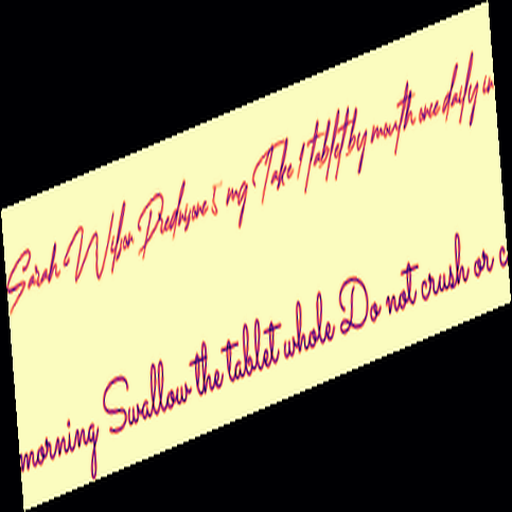 Sarah Wilson Prednisone 5 mg Take 1 tablet by mouth once daily in
morning Swallow the tablet whole Do not crush or c